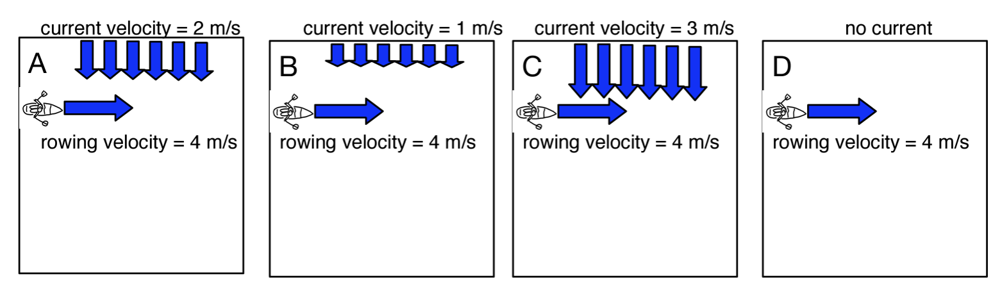 current velocity = 2 m/s
A
rowing velocity = 4 m/s
current velocity = 1 m/s
B
rowing velocity = 4 m/s
current velocity = 3 m/s
C
rowing velocity = 4 m/s
no current
D
rowing velocity = 4 m/s